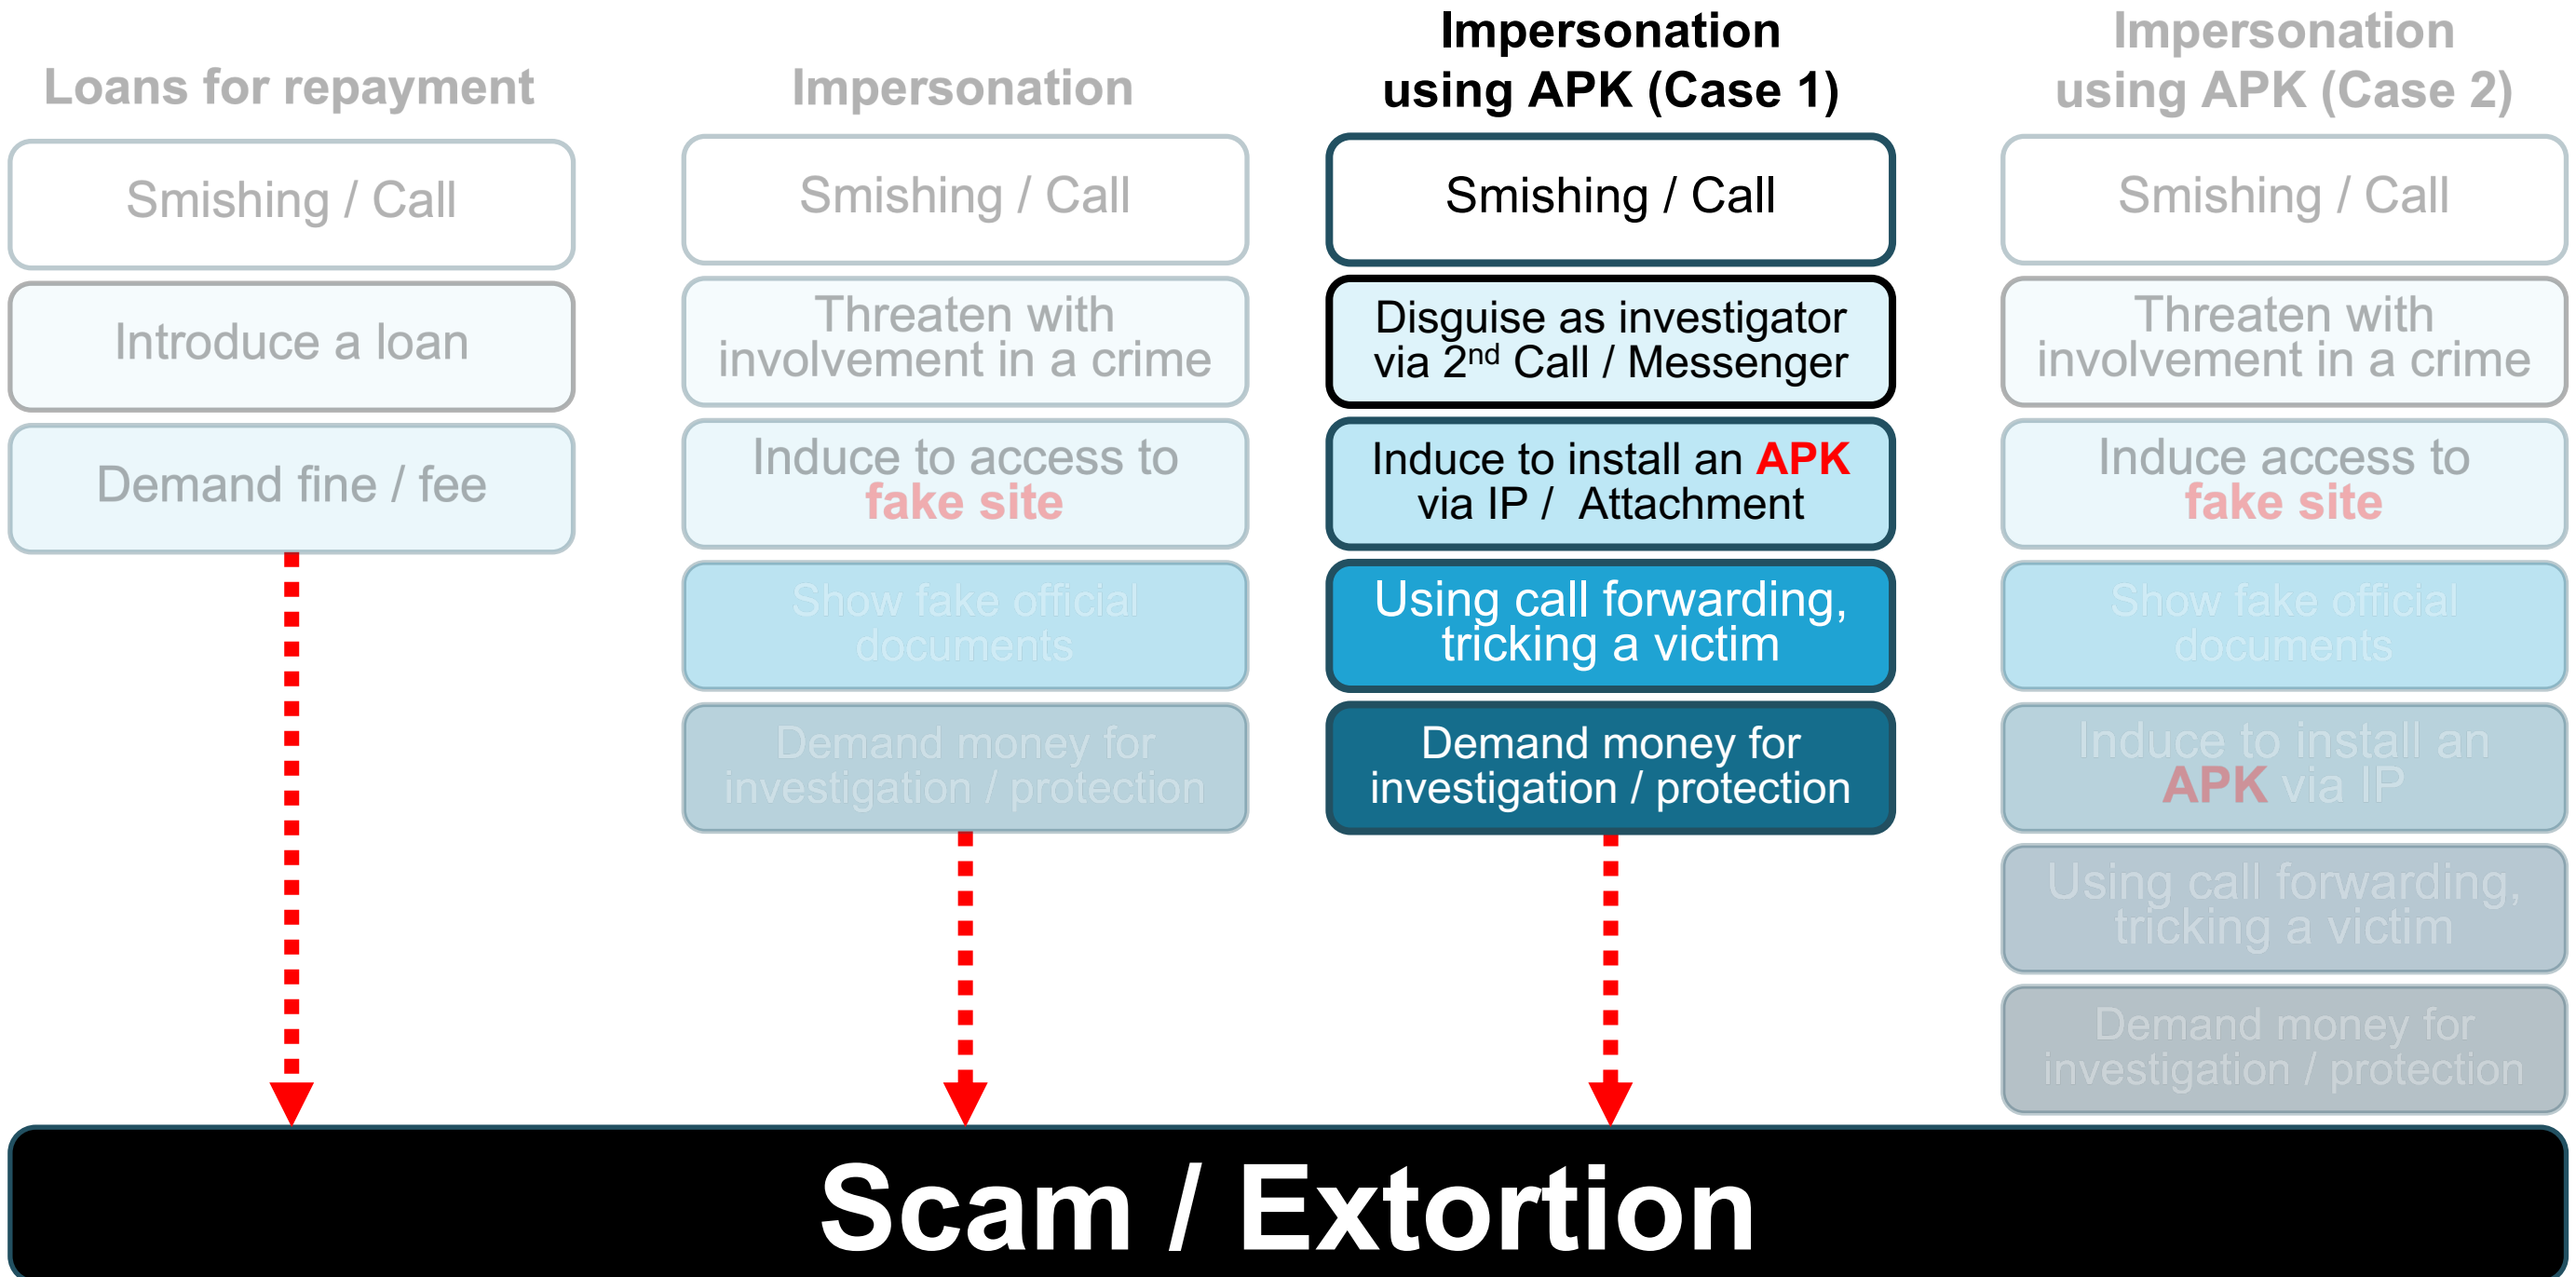 Loans for repayment
Smishing / Call
Introduce a loan
Demand fine / fee
Impersonation
Smishing / Call
Threaten with
involvement in a crime
Induce to access to
fake site
Show fake official
documents
Demand money for
investigation / protection
Impersonation
using APK (Case 1)
Smishing / Call
Disguise as investigator
via 2nd Call / Messenger
Induce to install an APK
via IP / Attachment
Using call forwarding,
tricking a victim
Demand money for
investigation / protection
Impersonation
using APK (Case 2)
Smishing / Call
Threaten with
involvement in a crime
Induce access to
fake site
Show fake official
documents
Induce to install an
APK via IP
Using call forwarding,
tricking a victim
Demand money for
investigation / protection
Scam / Extortion